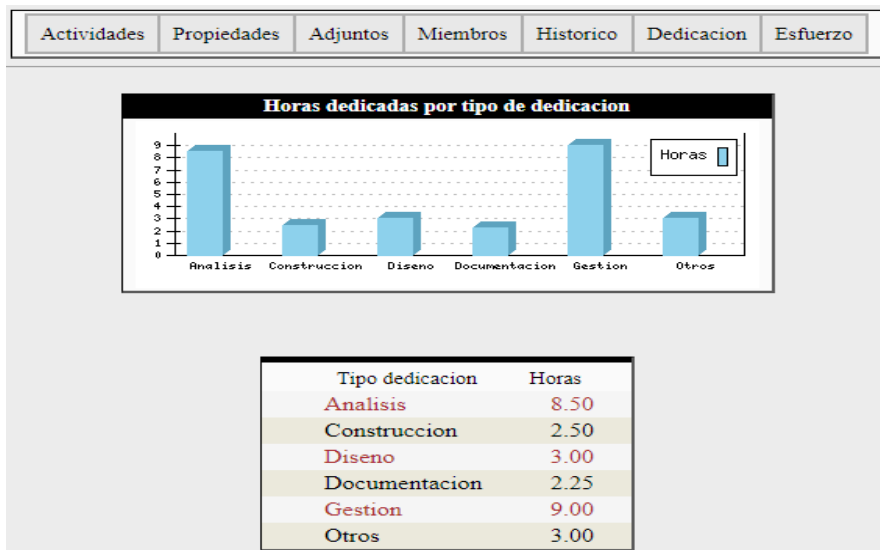 Actividades Propiedades Adjuntos Miembros Historico Dedicacion Esfuerzo
Horas dedicadas por tipo de dedicacion
9
8
7
6
5
4
3
2
1
0
Horas
Analisis Construccion Diseno Documentacion Gestion Otros
Tipo dedicacion Horas
Analisis 8.50
Construccion 2.50
Diseno 3.00
Documentacion 2.25
Gestion 9.00
Otros 3.00